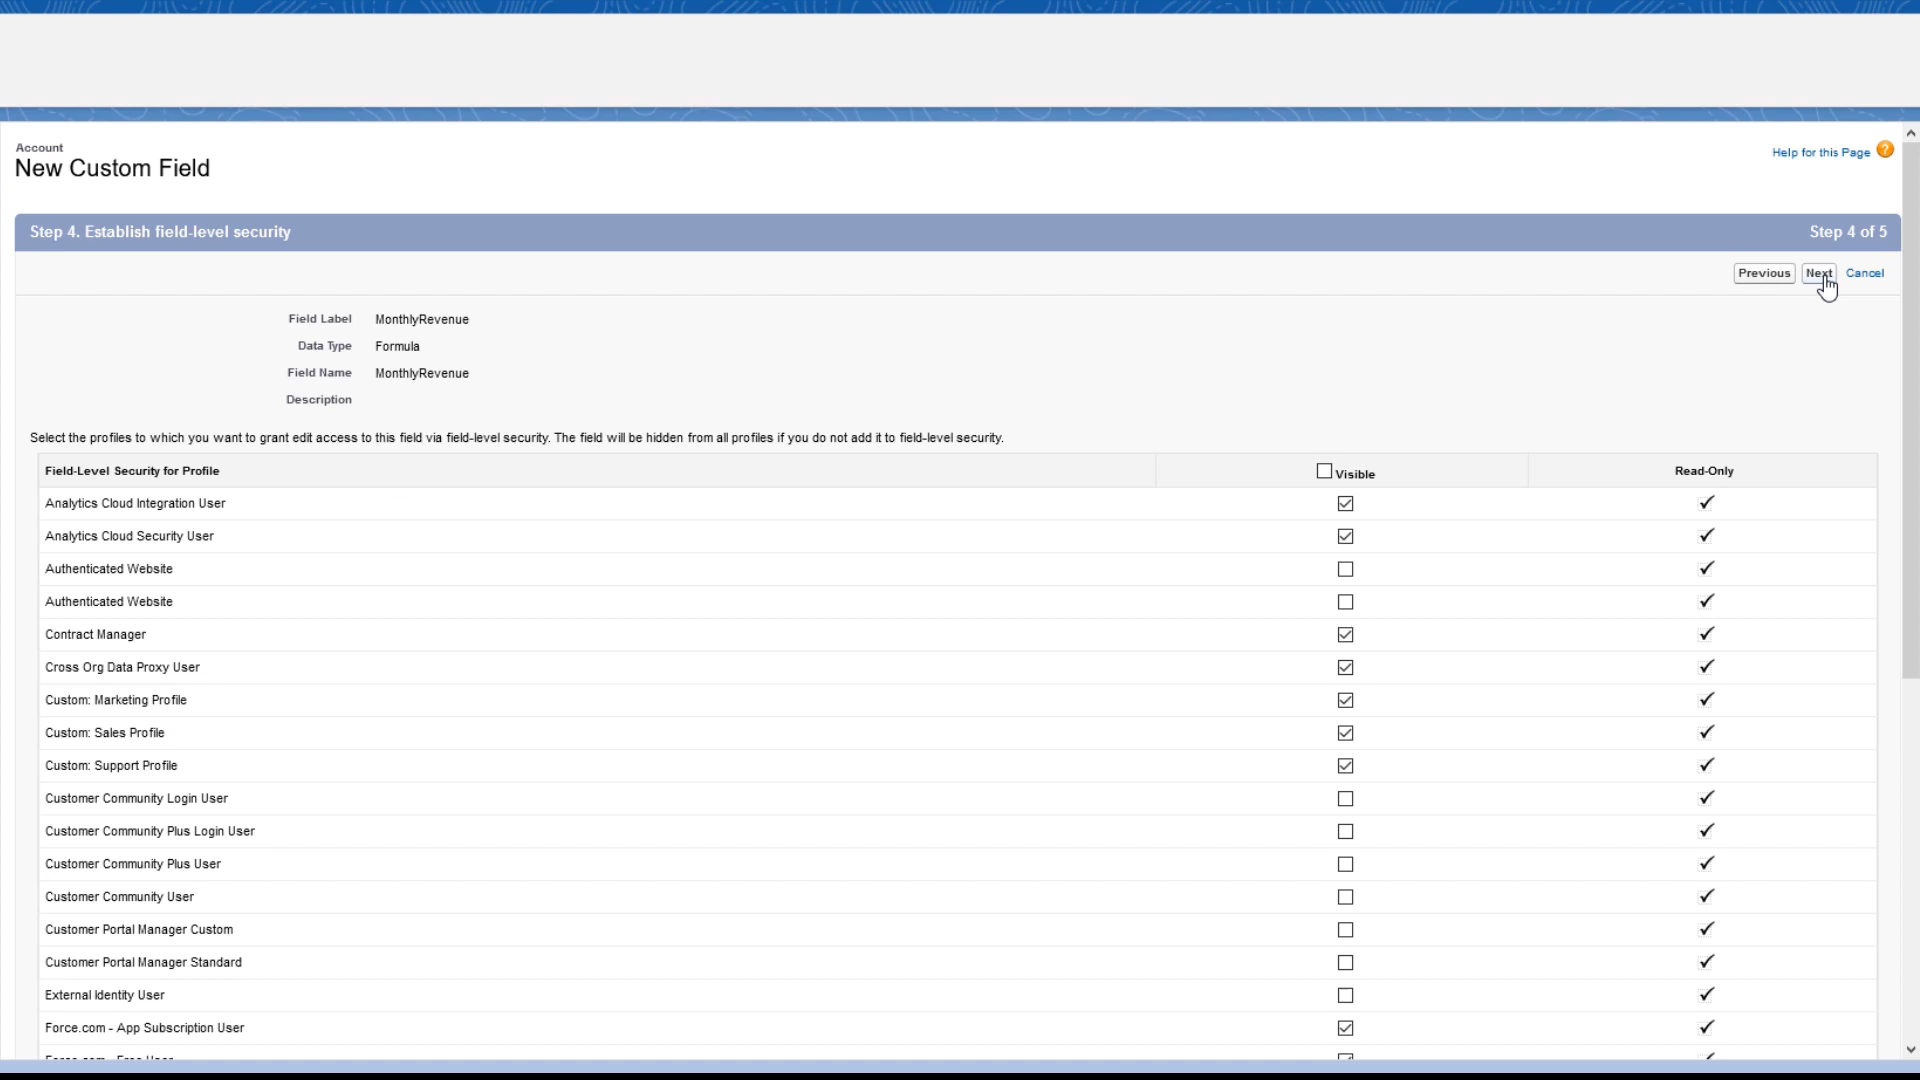 Account
New Custom Field
Help for this Page
Step 4. Establish field-level security
Step 4 of 5
Previous
Next
Cancel
Field Label MonthlyRevenue
Data Type Formula
Field Name MonthlyRevenue
Description
Select the profiles to which you want to grant edit access to this field via field-level security. The field will be hidden from all profiles if you do not add it to field-level security.
Field-Level Security for Profile
Visible
Read-Only
Analytics Cloud Integration User
Analytics Cloud Security User
Authenticated Website
Authenticated Website
Contract Manager
Cross Org Data Proxy User
Custom: Marketing Profile
Custom: Sales Profile
Custom: Support Profile
Customer Community Login User
Customer Community Plus Login User
Customer Community Plus User
Customer Community User
Customer Portal Manager Custom
Customer Portal Manager Standard
External Identity User
Force.com - App Subscription User
Force.com - Free User